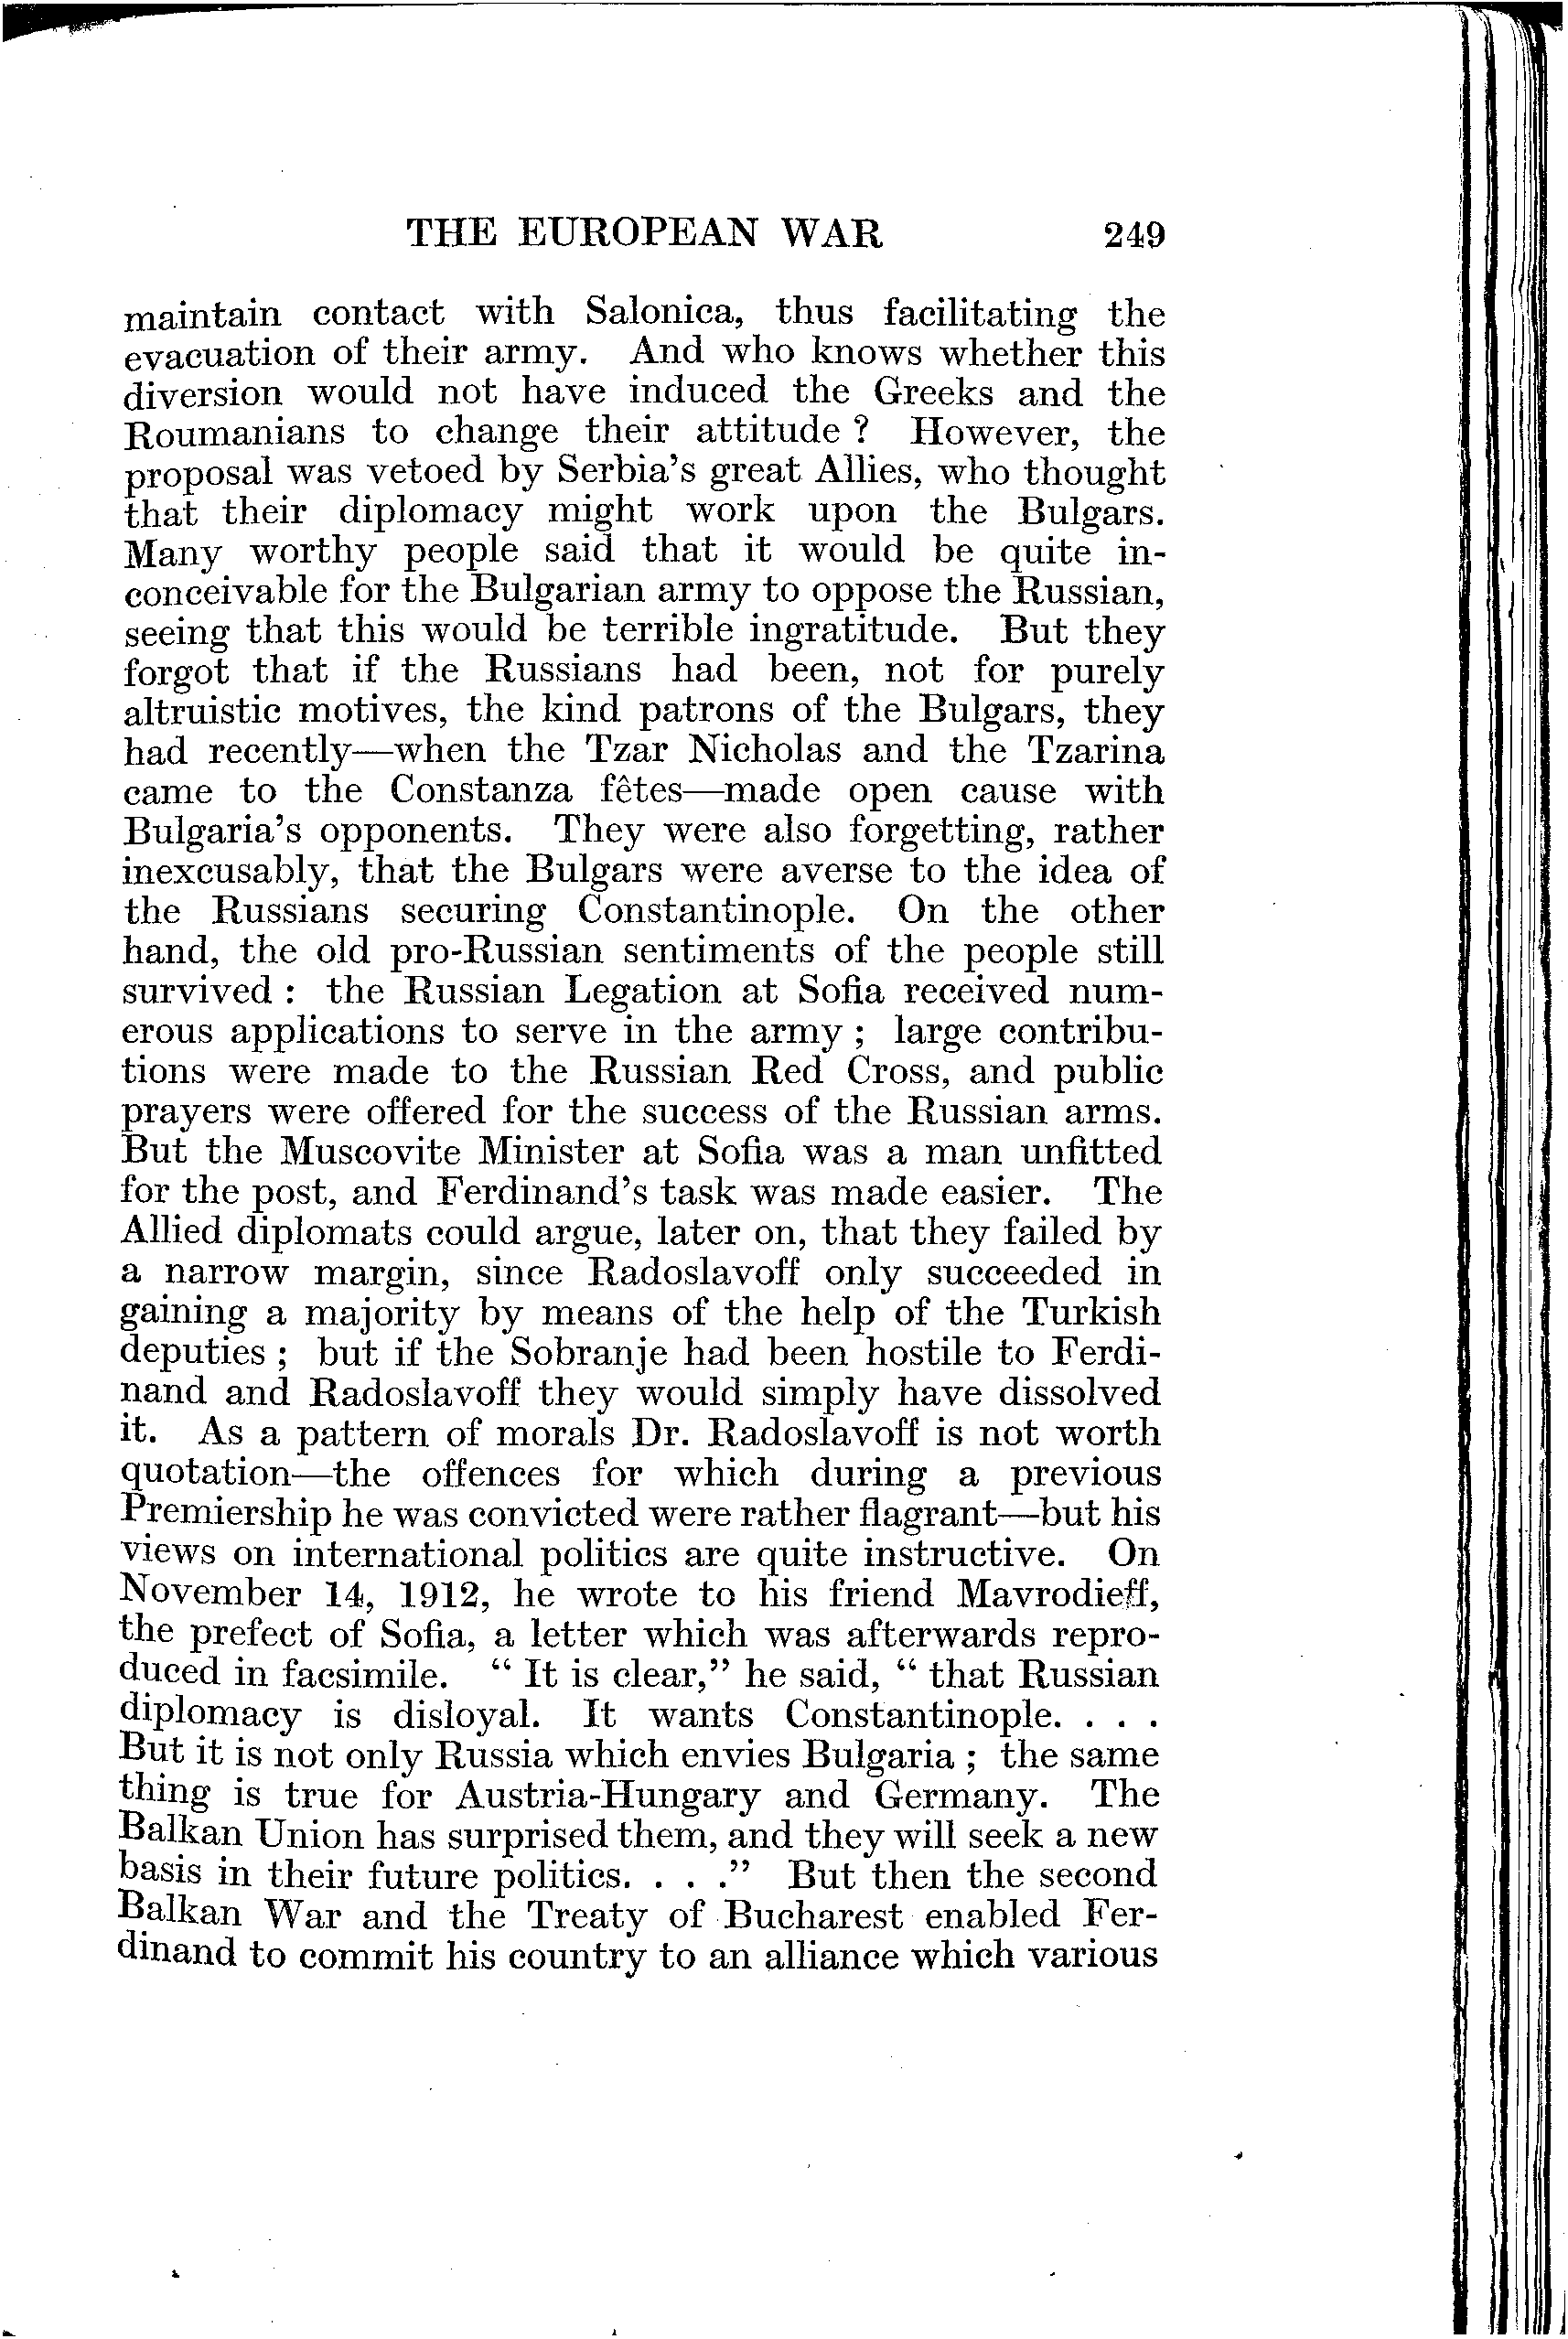 THE EUROPEAN WAR 249
maintain contact with Salonica, thus facilitating the
evacuation of their army. And who knows whether this
diversion would not have induced the Greeks and the
Roumanians to change their attitude ? However, the
proposal was vetoed by Serbia's great Allies, who thought
that their diplomacy might work upon the Bulgars.
Many worthy people said that it would be quite in-
conceivable for the Bulgarian army to oppose the Russian,
seeing that this would be terrible ingratitude. But they
forgot that if the Russians had been, not for purely
altruistic motives, the kind patrons of the Bulgars, they
had recently—when the Tzar Nicholas and the Tzarina
came to the Constanza fêtes—made open cause with
Bulgaria's opponents. They were also forgetting, rather
inexcusably, that the Bulgars were averse to the idea of
the Russians securing Constantinople. On the other
hand, the old pro-Russian sentiments of the people still
survived : the Russian Legation at Sofia received num-
erous applications to serve in the army ; large contribu-
tions were made to the Russian Red Cross, and public
prayers were offered for the success of the Russian arms.
But the Muscovite Minister at Sofia was a man unfitted
for the post, and Ferdinand's task was made easier. The
Allied diplomats could argue, later on, that they failed by
a narrow margin, since Radoslavoff only succeeded in
gaining a majority by means of the help of the Turkish
deputies ; but if the Sobranje had been hostile to Ferdi-
nand and Radoslavoff they would simply have dissolved
it. As a pattern of morals Dr. Radoslavoff is not worth
quotation—the offences for which during a previous
Premiership he was convicted were rather flagrant—but his
views on international politics are quite instructive. On
November 14, 1912, he wrote to his friend Mavrodieff,
the prefect of Sofia, a letter which was afterwards repro-
duced in facsimile. “ It is clear,” he said, “ that Russian
diplomacy is disloyal. It wants Constantinople. . . .
But it is not only Russia which envies Bulgaria ; the same
thing is true for Austria-Hungary and Germany. The
Balkan Union has surprised them, and they will seek a new
basis in their future politics. . . .” But then the second
Balkan War and the Treaty of Bucharest enabled Fer-
dinand to commit his country to an alliance which various